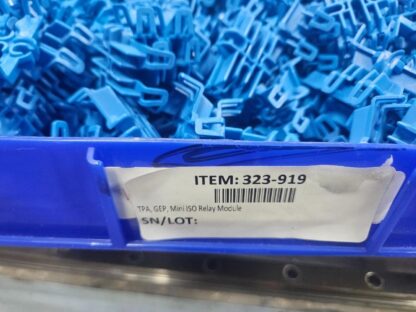 ITEM: 323-919
TPA, GEP, Mini ISO Relay Module
SN/LOT: